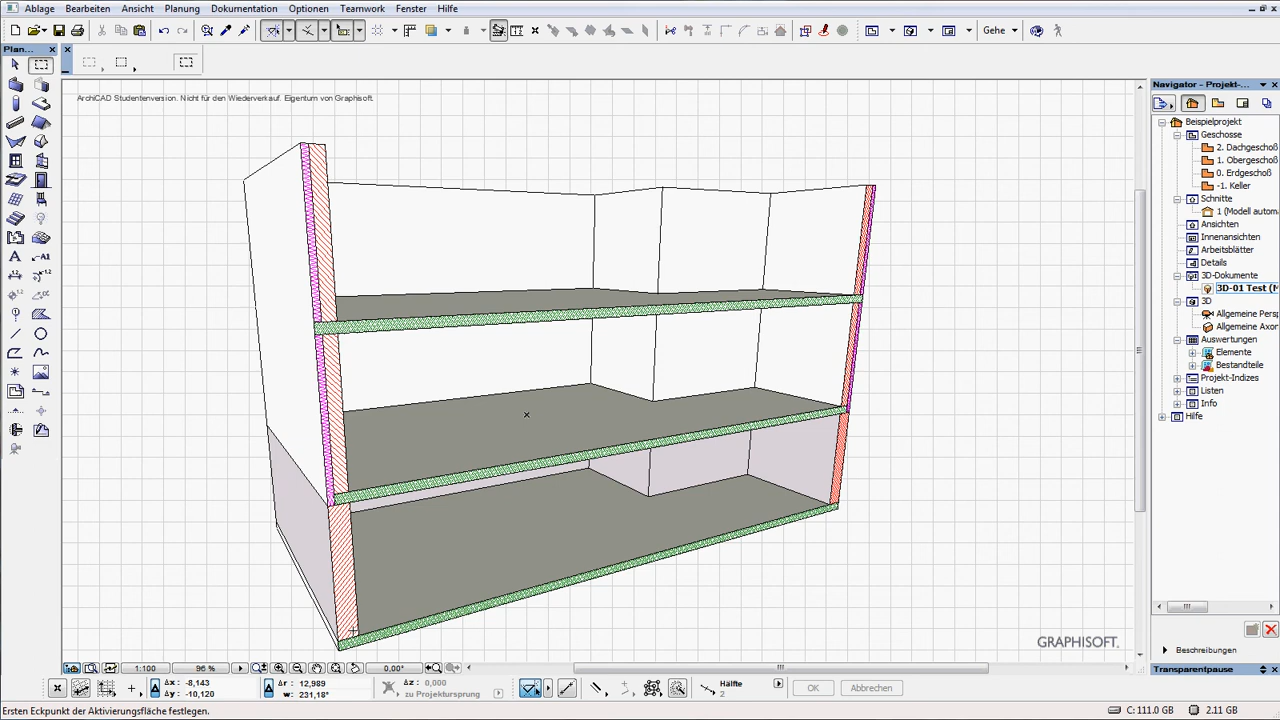 Ablage Bearbeiten Ansicht Planung Dokumentation Optionen Teamwork Fenster Hilfe
Gehe
Plan...
Navigator - Projekt-...
ArchiCAD Studentenversion. Nicht für den Wiederverkauf. Eigentum von Graphisoft.
Beispielprojekt
Geschosse
2. Dachgeschoß
1. Obergeschoß
0. Erdgeschoß
-1. Keller
Schnitte
1 (Modell autom
Ansichten
Innenansichten
Arbeitsblätter
Details
3D-Dokumente
3D-01 Test (M
3D
Allgemeine Persp
Allgemeine Axor
Auswertungen
Elemente
Bestandteile
Projekt-Indizes
Listen
Info
Hilfe
GRAPHISOFT.
Beschreibungen
1:100 96 % 0,00°
Transparentpause
Δx: -8,143
Δy: -10,120
Δr: 12,989
w: 231,18°
Δz: 0,000
zu Projektursprung
Hälfte
2
OK Abbrechen
Ersten Eckpunkt der Aktivierungsfläche festlegen.
C: 111.0 GB 2.11 GB